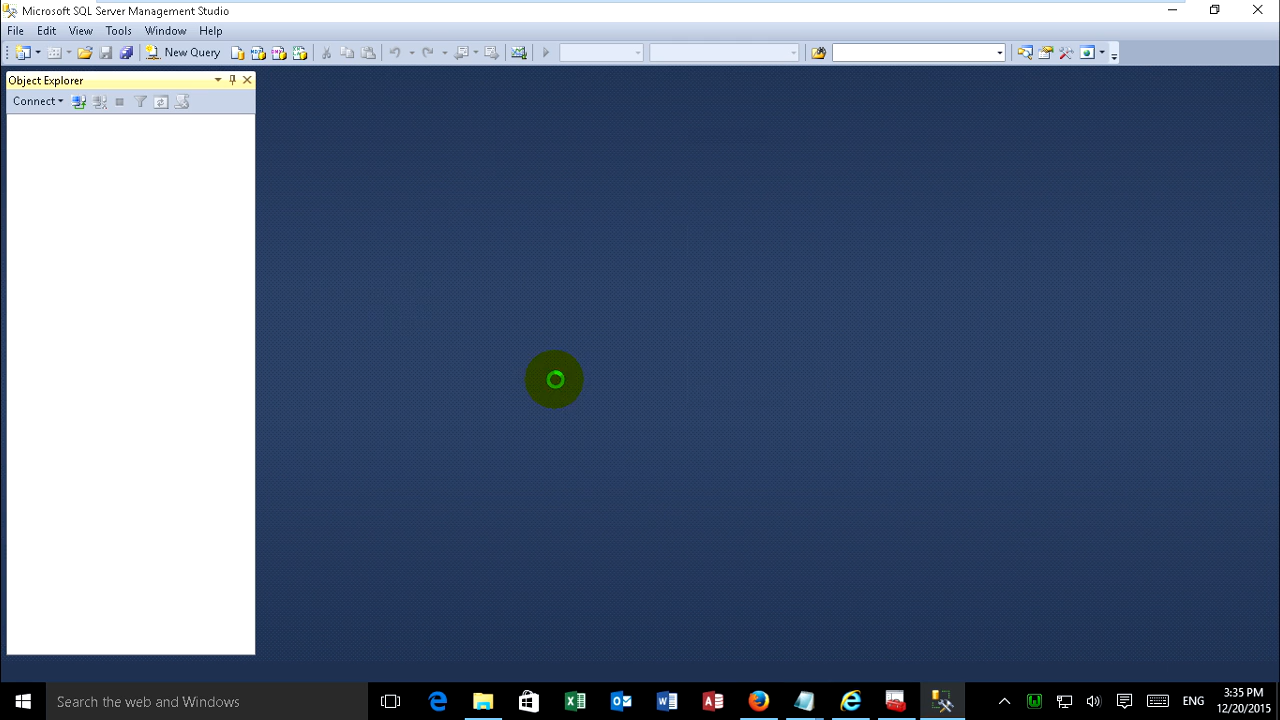 Microsoft SQL Server Management Studio
File Edit View Tools Window Help
New Query
Object Explorer
Connect
Search the web and Windows
ENG
3:35 PM
12/20/2015